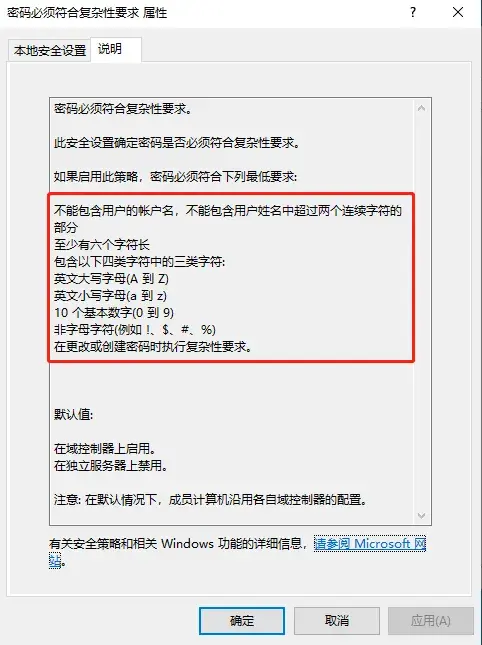 密码必须符合复杂性要求 属性
?
本地安全设置
说明
密码必须符合复杂性要求。
此安全设置确定密码是否必须符合复杂性要求。
如果启用此策略，密码必须符合下列最低要求:
不能包含用户的帐户名，不能包含用户姓名中超过两个连续字符的
部分
至少有六个字符长
包含以下四类字符中的三类字符:
英文大写字母(A 到 Z)
英文小写字母(a 到 z)
10 个基本数字(0 到 9)
非字母字符(例如 !、$、#、%)
在更改或创建密码时执行复杂性要求。
默认值:
在域控制器上启用。
在独立服务器上禁用。
注意: 在默认情况下，成员计算机沿用各自域控制器的配置。
有关安全策略和相关 Windows 功能的详细信息，请参阅 Microsoft 网
站。
确定
取消
应用(A)